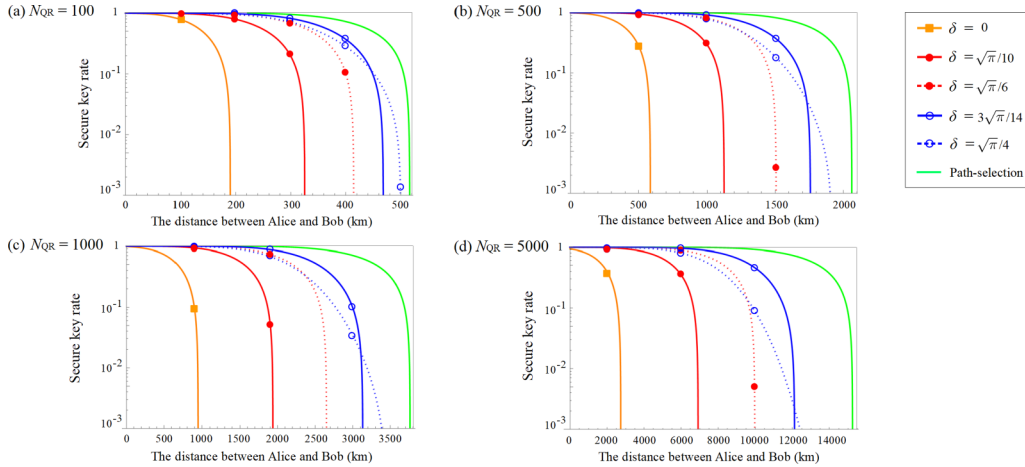 (a) N_QR = 100
1
10^-1
10^-2
10^-3
Secure key rate
0 100 200 300 400 500
The distance between Alice and Bob (km)
(b) N_QR = 500
1
10^-1
10^-2
10^-3
Secure key rate
0 500 1000 1500 2000
The distance between Alice and Bob (km)
δ = 0
δ = √π/10
δ = √π/6
δ = 3√π/14
δ = √π/4
Path-selection
(c) N_QR = 1000
1
10^-1
10^-2
10^-3
Secure key rate
0 500 1000 1500 2000 2500 3000 3500
The distance between Alice and Bob (km)
(d) N_QR = 5000
1
10^-1
10^-2
10^-3
Secure key rate
0 2000 4000 6000 8000 10000 12000 14000
The distance between Alice and Bob (km)